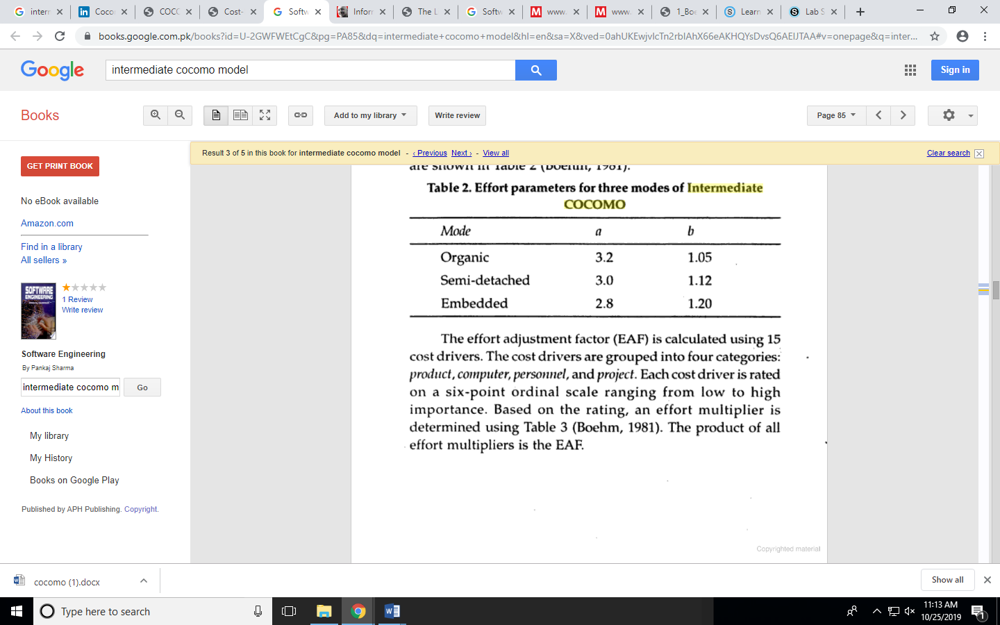 interm
Coco
COCO
Cost-
Softw
Inforn
The L
Softw
www.
www.
1_Boe
Learn
Lab S
books.google.com.pk/books?id=U-2GWFWEtCgC&pg=PA85&dq=intermediate+cocomo+model&hl=en&sa=X&ved=0ahUKEwjvlcTn2rblAhX66eAKHQYsDvsQ6AEIJTAA#v=onepage&q=inter...
Google
intermediate cocomo model
Sign in
Books
Add to my library
Write review
Page 85
Result 3 of 5 in this book for intermediate cocomo model - ‹ Previous Next › - View all
Clear search
GET PRINT BOOK
No eBook available
Amazon.com
Find in a library
All sellers »
SOFTWARE
ENGINEERING
1 Review
Write review
Software Engineering
By Pankaj Sharma
intermediate cocomo m
Go
About this book
My library
My History
Books on Google Play
Published by APH Publishing. Copyright.
are shown in Table 2 (Boehm, 1981).
Table 2. Effort parameters for three modes of Intermediate
COCOMO
Mode a b
Organic 3.2 1.05
Semi-detached 3.0 1.12
Embedded 2.8 1.20
The effort adjustment factor (EAF) is calculated using 15
cost drivers. The cost drivers are grouped into four categories:
product, computer, personnel, and project. Each cost driver is rated
on a six-point ordinal scale ranging from low to high
importance. Based on the rating, an effort multiplier is
determined using Table 3 (Boehm, 1981). The product of all
effort multipliers is the EAF.
Copyrighted material
cocomo (1).docx
Show all
Type here to search
11:13 AM
10/25/2019
1